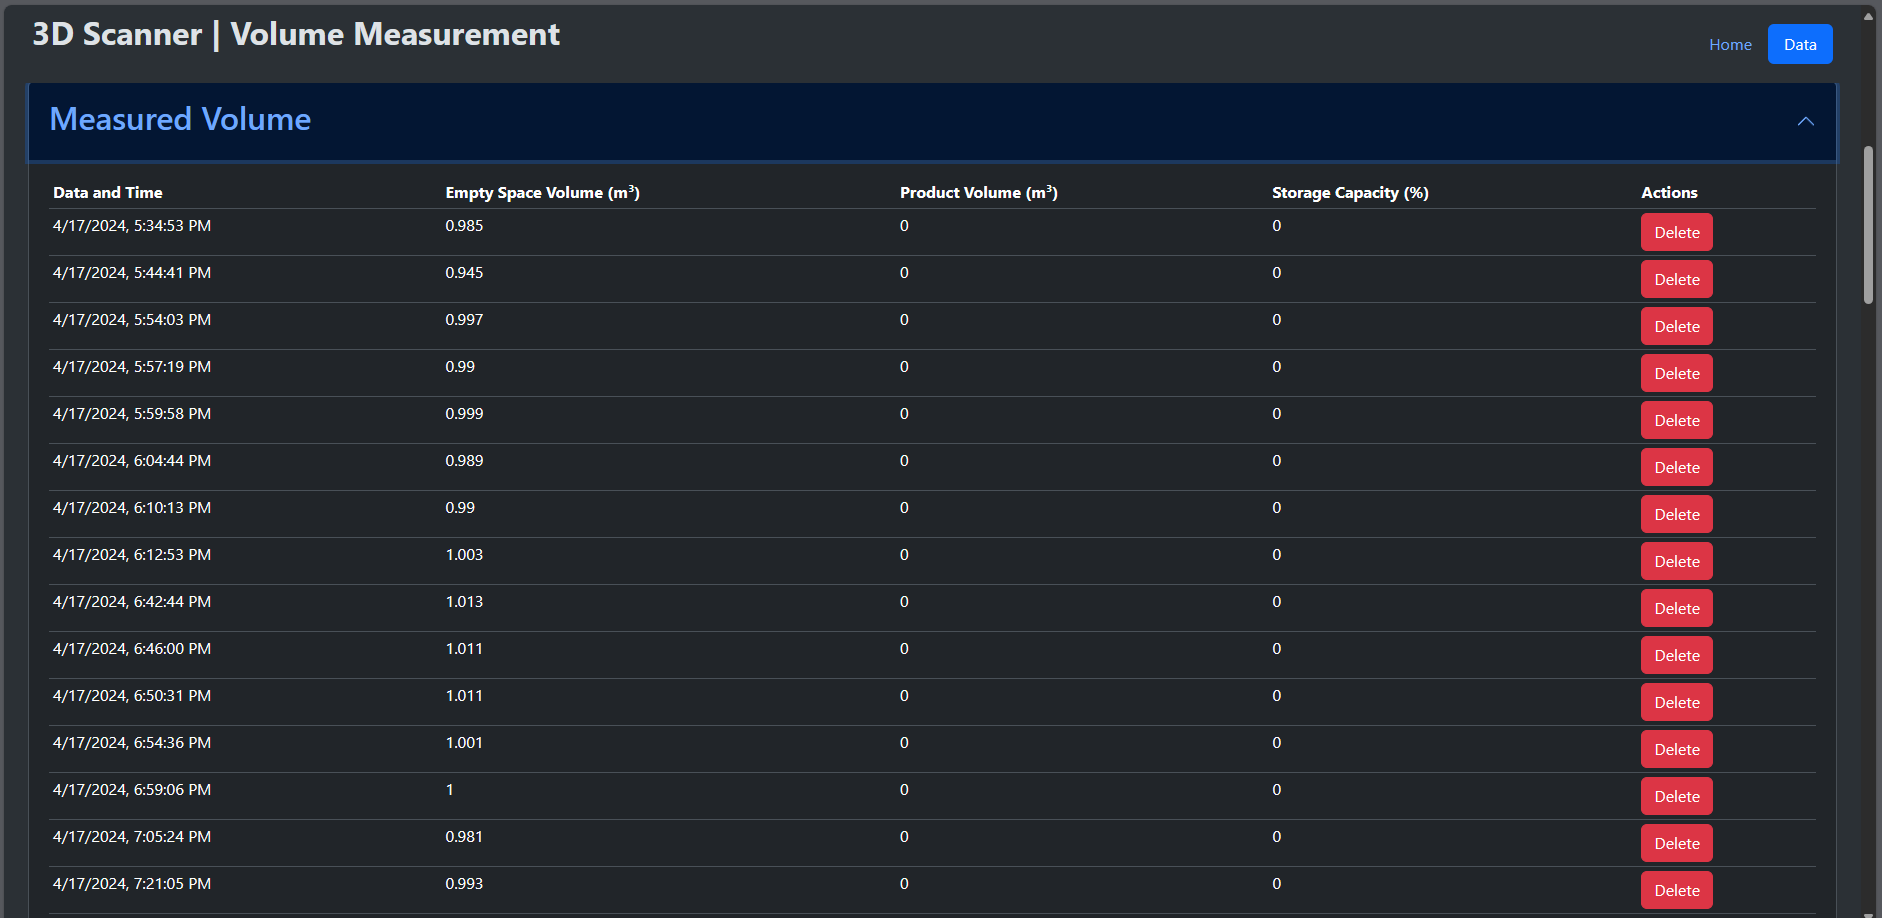 3D Scanner | Volume Measurement
Home Data
Measured Volume
Data and Time Empty Space Volume (m³) Product Volume (m³) Storage Capacity (%) Actions
4/17/2024, 5:34:53 PM 0.985 0 0 Delete
4/17/2024, 5:44:41 PM 0.945 0 0 Delete
4/17/2024, 5:54:03 PM 0.997 0 0 Delete
4/17/2024, 5:57:19 PM 0.99 0 0 Delete
4/17/2024, 5:59:58 PM 0.999 0 0 Delete
4/17/2024, 6:04:44 PM 0.989 0 0 Delete
4/17/2024, 6:10:13 PM 0.99 0 0 Delete
4/17/2024, 6:12:53 PM 1.003 0 0 Delete
4/17/2024, 6:42:44 PM 1.013 0 0 Delete
4/17/2024, 6:46:00 PM 1.011 0 0 Delete
4/17/2024, 6:50:31 PM 1.011 0 0 Delete
4/17/2024, 6:54:36 PM 1.001 0 0 Delete
4/17/2024, 6:59:06 PM 1 0 0 Delete
4/17/2024, 7:05:24 PM 0.981 0 0 Delete
4/17/2024, 7:21:05 PM 0.993 0 0 Delete